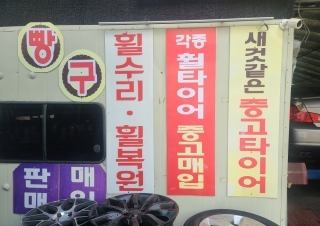 빵
구
휠수리·휠복원
각종 휠타이어 중고매입
새것같은 중고타이어
판매
매입